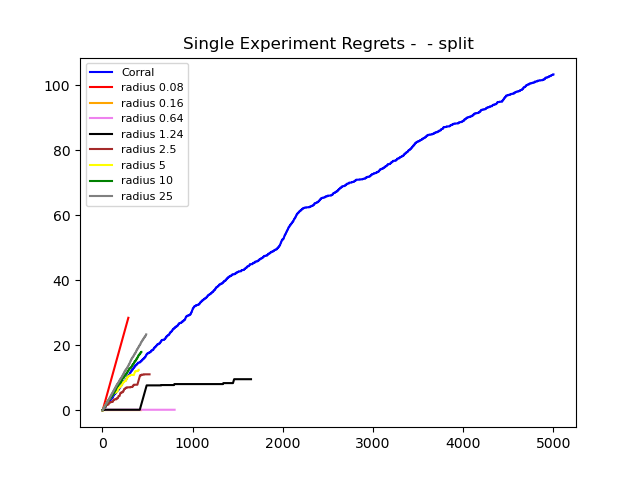 Single Experiment Regrets -  - split
100
80
60
40
20
0
Corral
radius 0.08
radius 0.16
radius 0.64
radius 1.24
radius 2.5
radius 5
radius 10
radius 25
0 1000 2000 3000 4000 5000